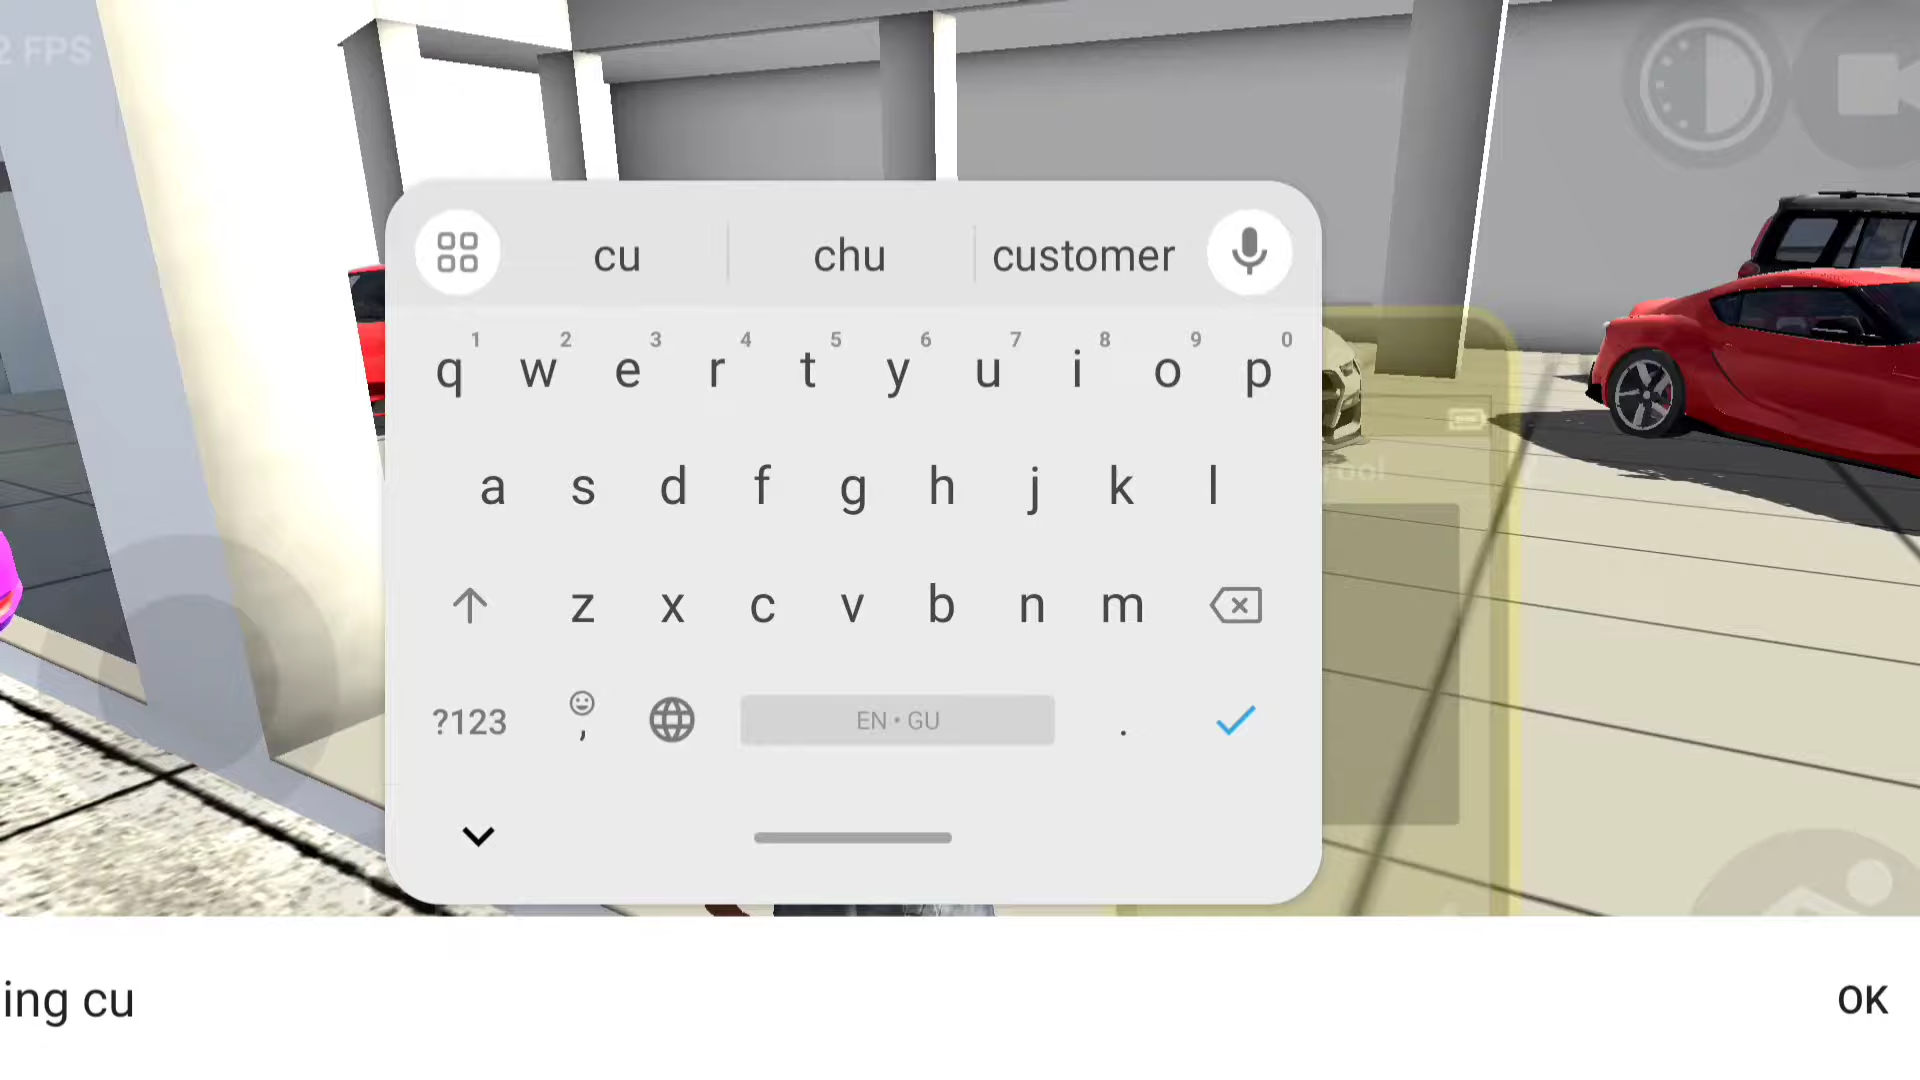 2 FPS
cu chu customer
1 2 3 4 5 6 7 8 9 0
q w e r t y u i o p
a s d f g h j k l
z x c v b n m
?123 , EN • GU .
ing cu
OK